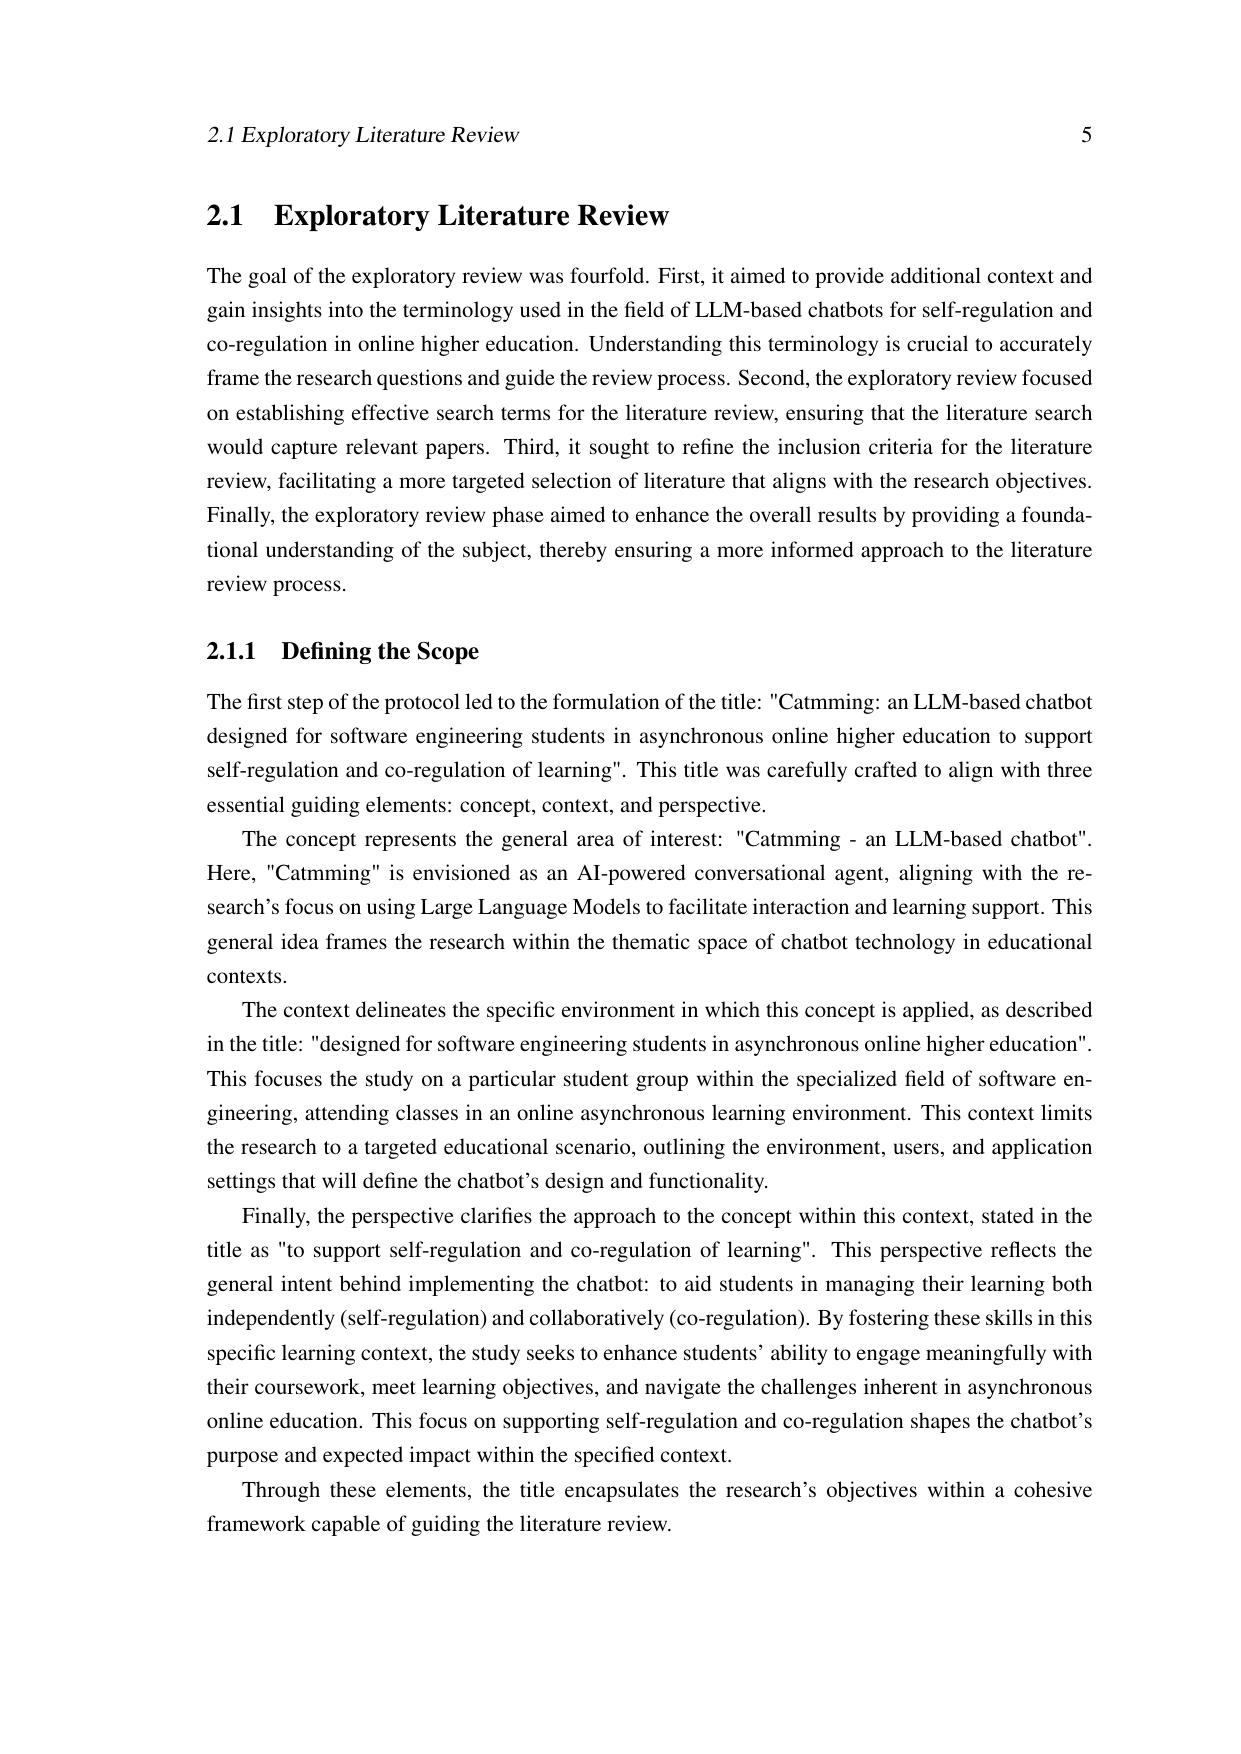 2.1 Exploratory Literature Review 5
2.1 Exploratory Literature Review
The goal of the exploratory review was fourfold. First, it aimed to provide additional context and
gain insights into the terminology used in the field of LLM-based chatbots for self-regulation and
co-regulation in online higher education. Understanding this terminology is crucial to accurately
frame the research questions and guide the review process. Second, the exploratory review focused
on establishing effective search terms for the literature review, ensuring that the literature search
would capture relevant papers. Third, it sought to refine the inclusion criteria for the literature
review, facilitating a more targeted selection of literature that aligns with the research objectives.
Finally, the exploratory review phase aimed to enhance the overall results by providing a founda-
tional understanding of the subject, thereby ensuring a more informed approach to the literature
review process.
2.1.1 Defining the Scope
The first step of the protocol led to the formulation of the title: "Catmming: an LLM-based chatbot
designed for software engineering students in asynchronous online higher education to support
self-regulation and co-regulation of learning". This title was carefully crafted to align with three
essential guiding elements: concept, context, and perspective.
The concept represents the general area of interest: "Catmming - an LLM-based chatbot".
Here, "Catmming" is envisioned as an AI-powered conversational agent, aligning with the re-
search's focus on using Large Language Models to facilitate interaction and learning support. This
general idea frames the research within the thematic space of chatbot technology in educational
contexts.
The context delineates the specific environment in which this concept is applied, as described
in the title: "designed for software engineering students in asynchronous online higher education".
This focuses the study on a particular student group within the specialized field of software en-
gineering, attending classes in an online asynchronous learning environment. This context limits
the research to a targeted educational scenario, outlining the environment, users, and application
settings that will define the chatbot's design and functionality.
Finally, the perspective clarifies the approach to the concept within this context, stated in the
title as "to support self-regulation and co-regulation of learning". This perspective reflects the
general intent behind implementing the chatbot: to aid students in managing their learning both
independently (self-regulation) and collaboratively (co-regulation). By fostering these skills in this
specific learning context, the study seeks to enhance students' ability to engage meaningfully with
their coursework, meet learning objectives, and navigate the challenges inherent in asynchronous
online education. This focus on supporting self-regulation and co-regulation shapes the chatbot's
purpose and expected impact within the specified context.
Through these elements, the title encapsulates the research's objectives within a cohesive
framework capable of guiding the literature review.